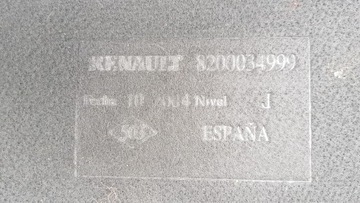 RENAULT 8200034999
Fecha 10 2004 Nivel J
ESPAÑA